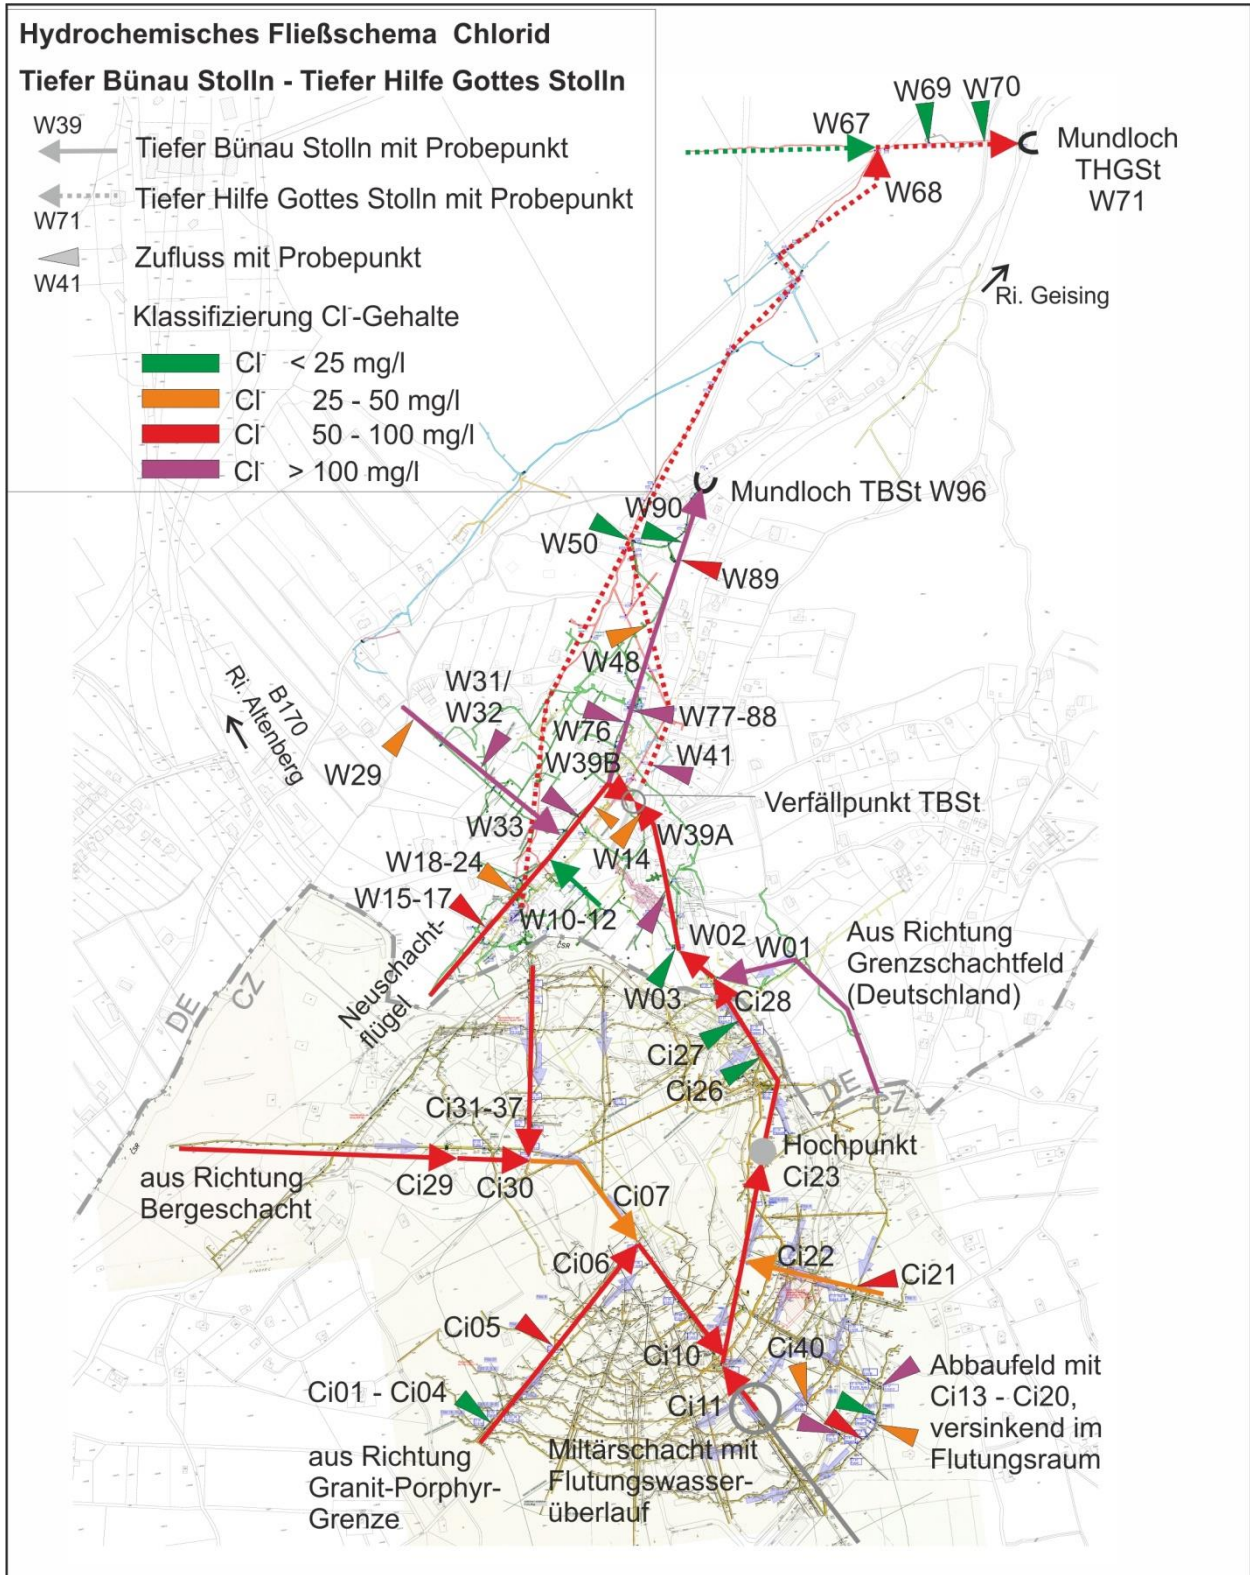 Hydrochemisches Fließschema Chlorid
Tiefer Bünau Stolln - Tiefer Hilfe Gottes Stolln
W39
Tiefer Bünau Stolln mit Probepunkt
Tiefer Hilfe Gottes Stolln mit Probepunkt
W71
Zufluss mit Probepunkt
W41
Klassifizierung Cl⁻-Gehalte
Cl⁻ < 25 mg/l
Cl⁻ 25 - 50 mg/l
Cl⁻ 50 - 100 mg/l
Cl⁻ > 100 mg/l
W69
W70
W67
W68
Mundloch
THGSt
W71
Ri. Geising
Mundloch TBSt W96
W90
W50
W89
W48
W31/
W32
B170
Ri. Altenberg
W29
W76
W77-88
W41
W39B
Verfällpunkt TBSt
W33
W39A
W14
W18-24
W15-17
W10-12
ČSR
Neuschacht-
flügel
W02
W01
W03
Aus Richtung
Grenzschachtfeld
(Deutschland)
DE
CZ
Ci28
Ci27
Ci26
DE
CZ
Ci31-37
ČSR
aus Richtung
Bergeschacht
Ci29
Ci30
Hochpunkt
Ci23
Ci07
Ci06
Ci22
Ci21
Ci05
Ci10
Ci40
Ci01 - Ci04
Ci11
Abbaufeld mit
Ci13 - Ci20,
versinkend im
Flutungsraum
aus Richtung
Granit-Porphyr-
Grenze
Miltärschacht mit
Flutungswasser-
überlauf